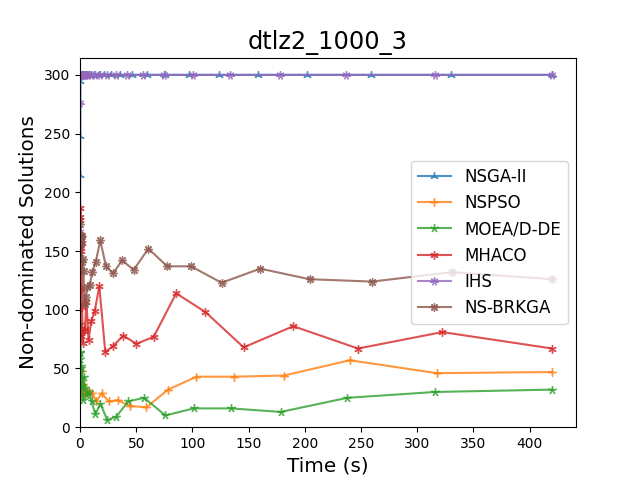 dtlz2_1000_3
Non-dominated Solutions
300
250
200
150
100
50
0
NSGA-II
NSPSO
MOEA/D-DE
MHACO
IHS
NS-BRKGA
0 50 100 150 200 250 300 350 400
Time (s)